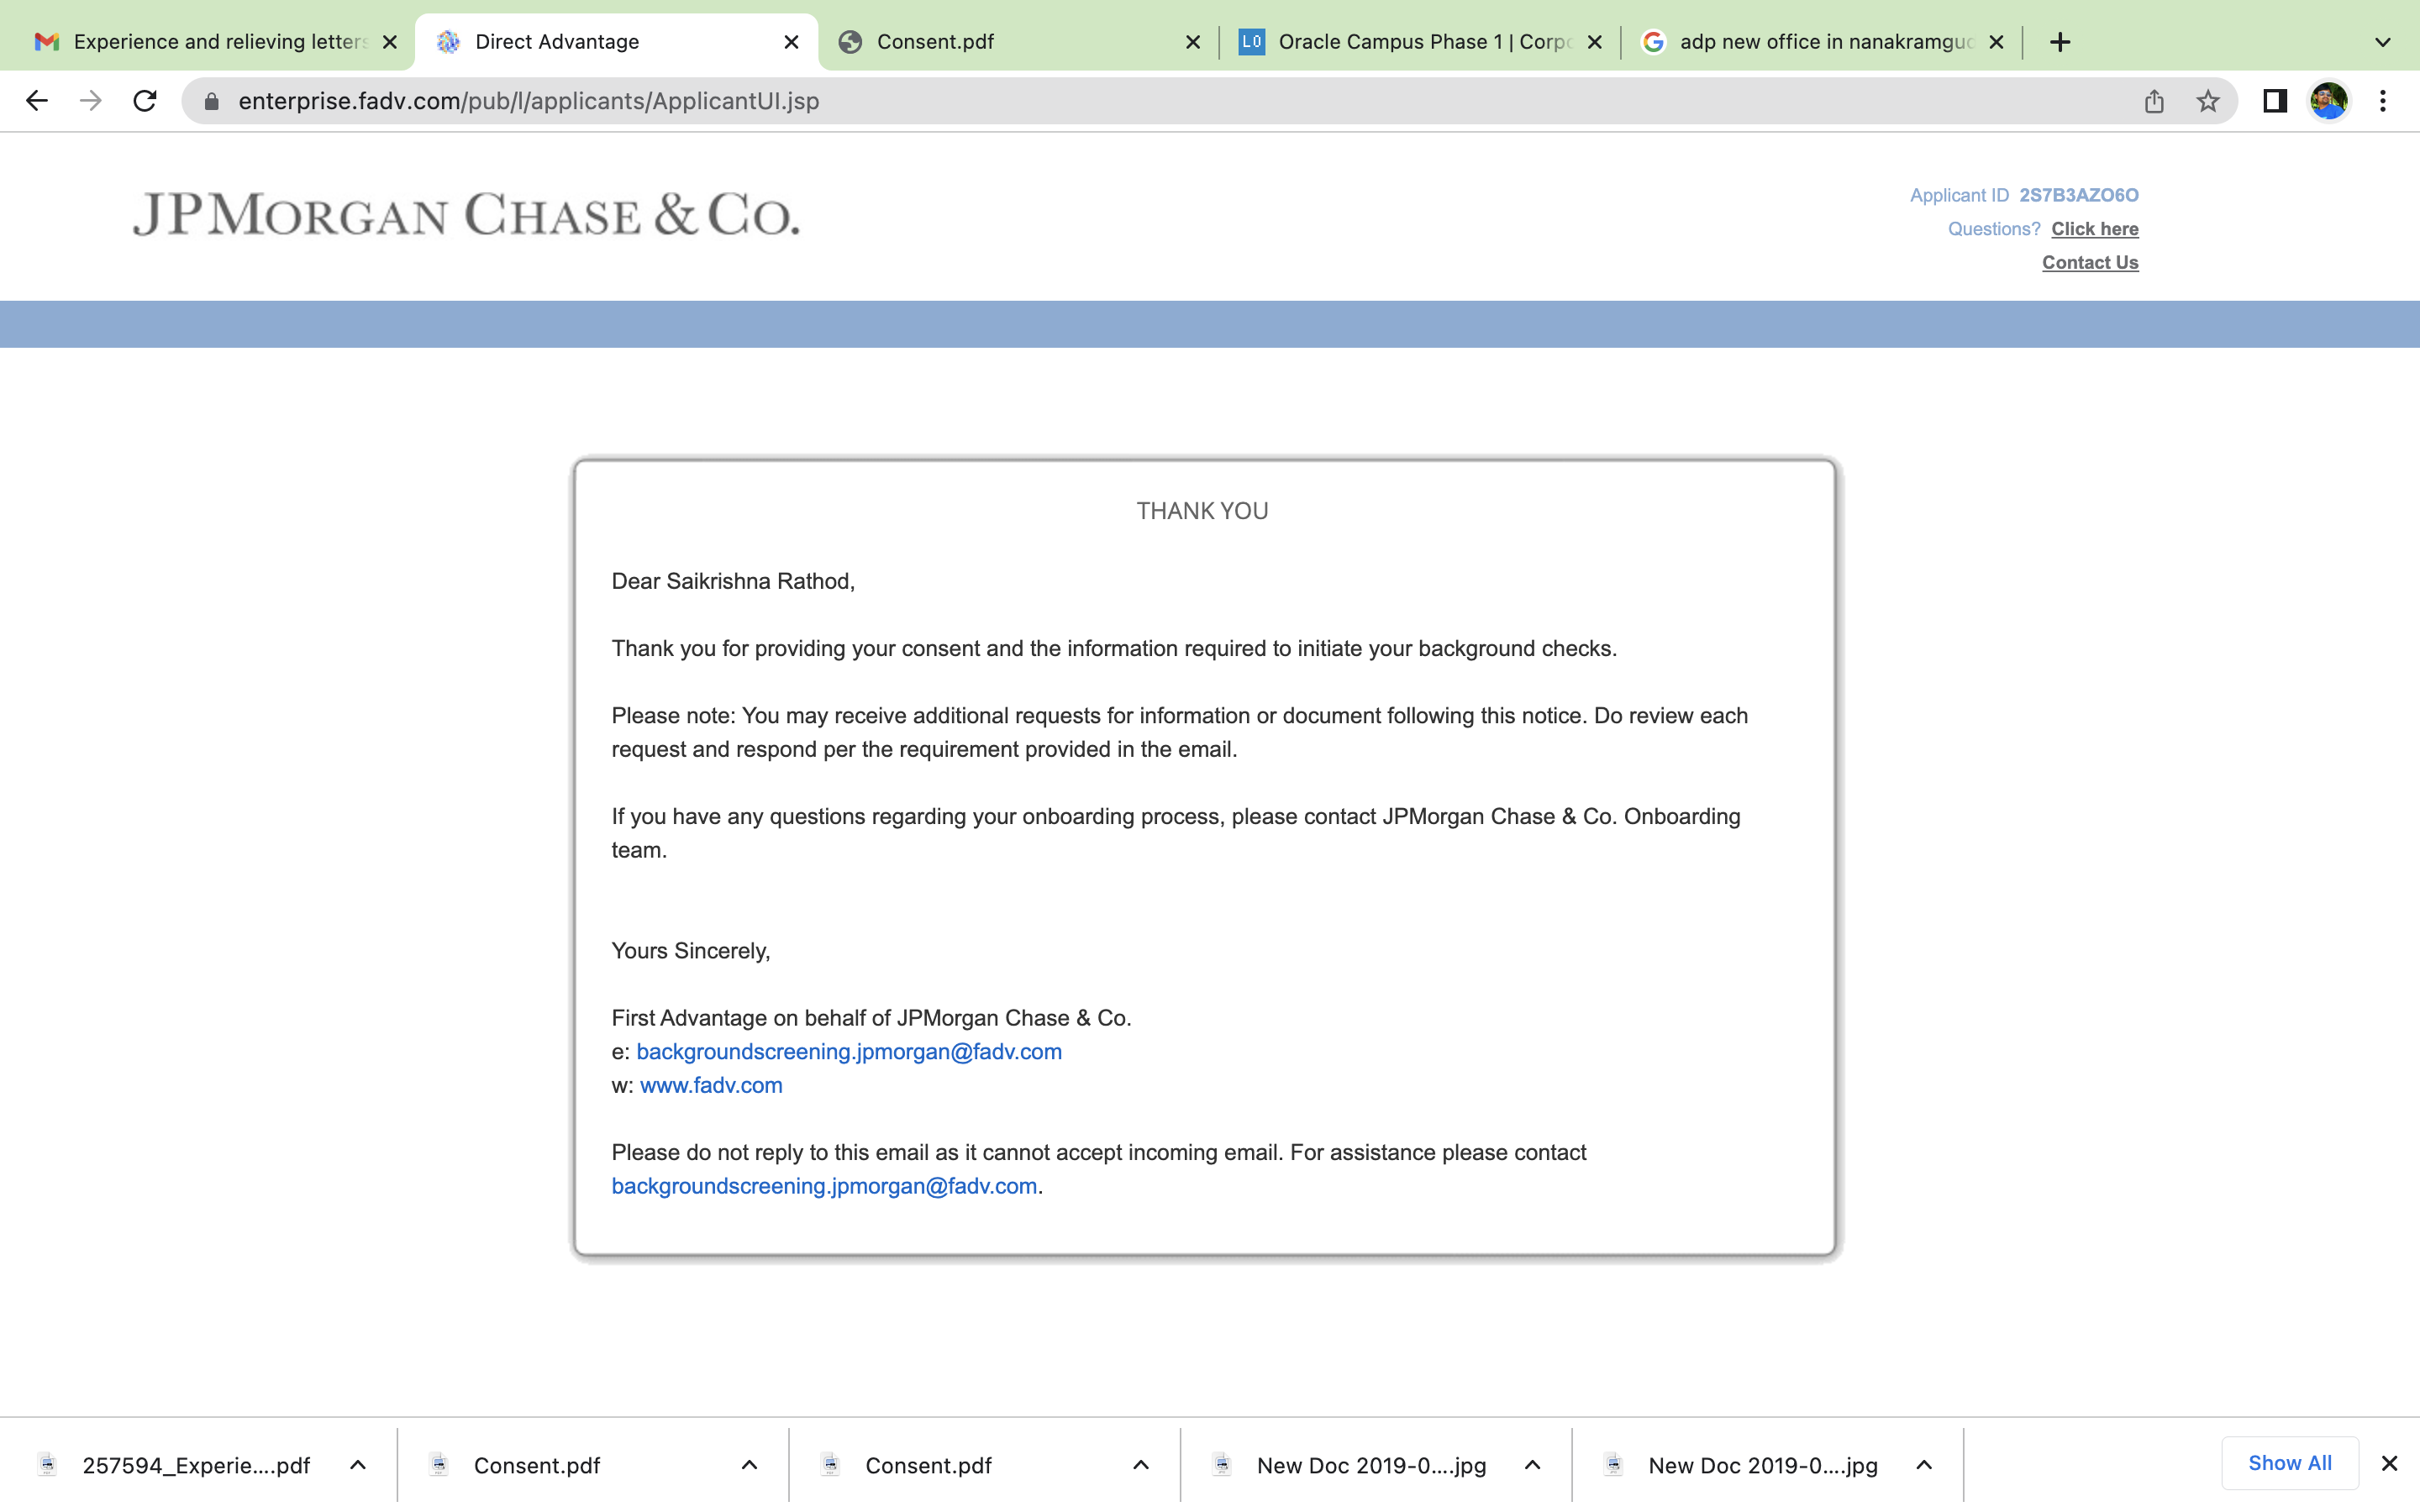 Experience and relieving letters
Direct Advantage
Consent.pdf
LO
Oracle Campus Phase 1 | Corpo
adp new office in nanakramgu
enterprise.fadv.com/pub/l/applicants/ApplicantUI.jsp
JPMORGAN CHASE & CO.
Applicant ID 2S7B3AZO6O
Questions? Click here
Contact Us
THANK YOU
Dear Saikrishna Rathod,
Thank you for providing your consent and the information required to initiate your background checks.
Please note: You may receive additional requests for information or document following this notice. Do review each
request and respond per the requirement provided in the email.
If you have any questions regarding your onboarding process, please contact JPMorgan Chase & Co. Onboarding
team.
Yours Sincerely,
First Advantage on behalf of JPMorgan Chase & Co.
e: backgroundscreening.jpmorgan@fadv.com
w: www.fadv.com
Please do not reply to this email as it cannot accept incoming email. For assistance please contact
backgroundscreening.jpmorgan@fadv.com.
257594_Experie....pdf
Consent.pdf
Consent.pdf
New Doc 2019-0....jpg
New Doc 2019-0....jpg
Show All